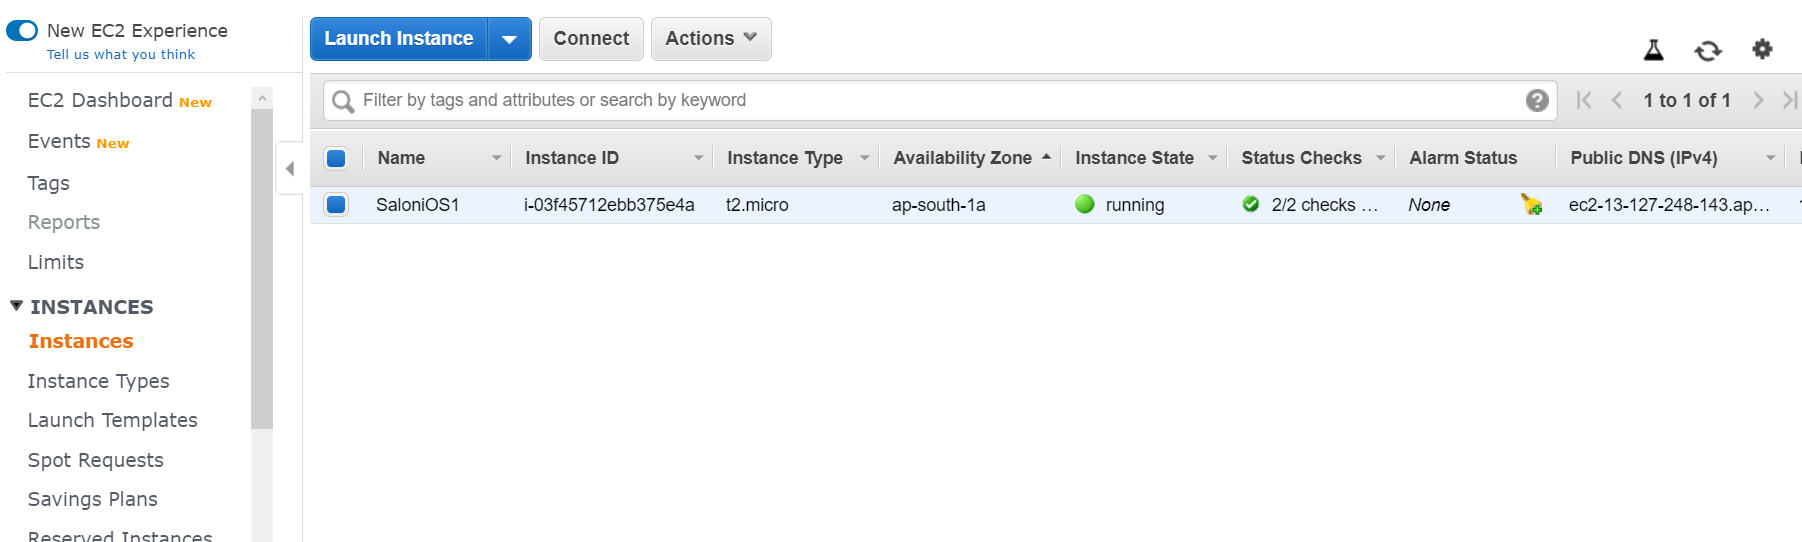 New EC2 Experience
Tell us what you think
EC2 Dashboard New
Events New
Tags
Reports
Limits
INSTANCES
Instances
Instance Types
Launch Templates
Spot Requests
Savings Plans
Reserved Instances
Launch Instance
Connect
Actions
Filter by tags and attributes or search by keyword
1 to 1 of 1
Name Instance ID Instance Type Availability Zone Instance State Status Checks Alarm Status Public DNS (IPv4)
SaloniOS1 i-03f45712ebb375e4a t2.micro ap-south-1a running 2/2 checks ... None ec2-13-127-248-143.ap...